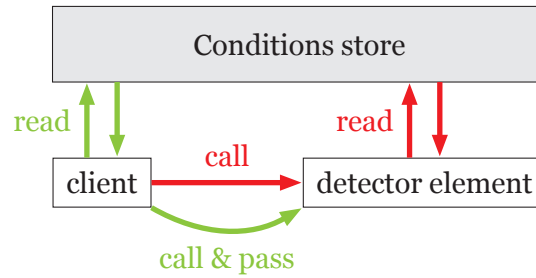 Conditions store
read
read
call
client
detector element
call & pass